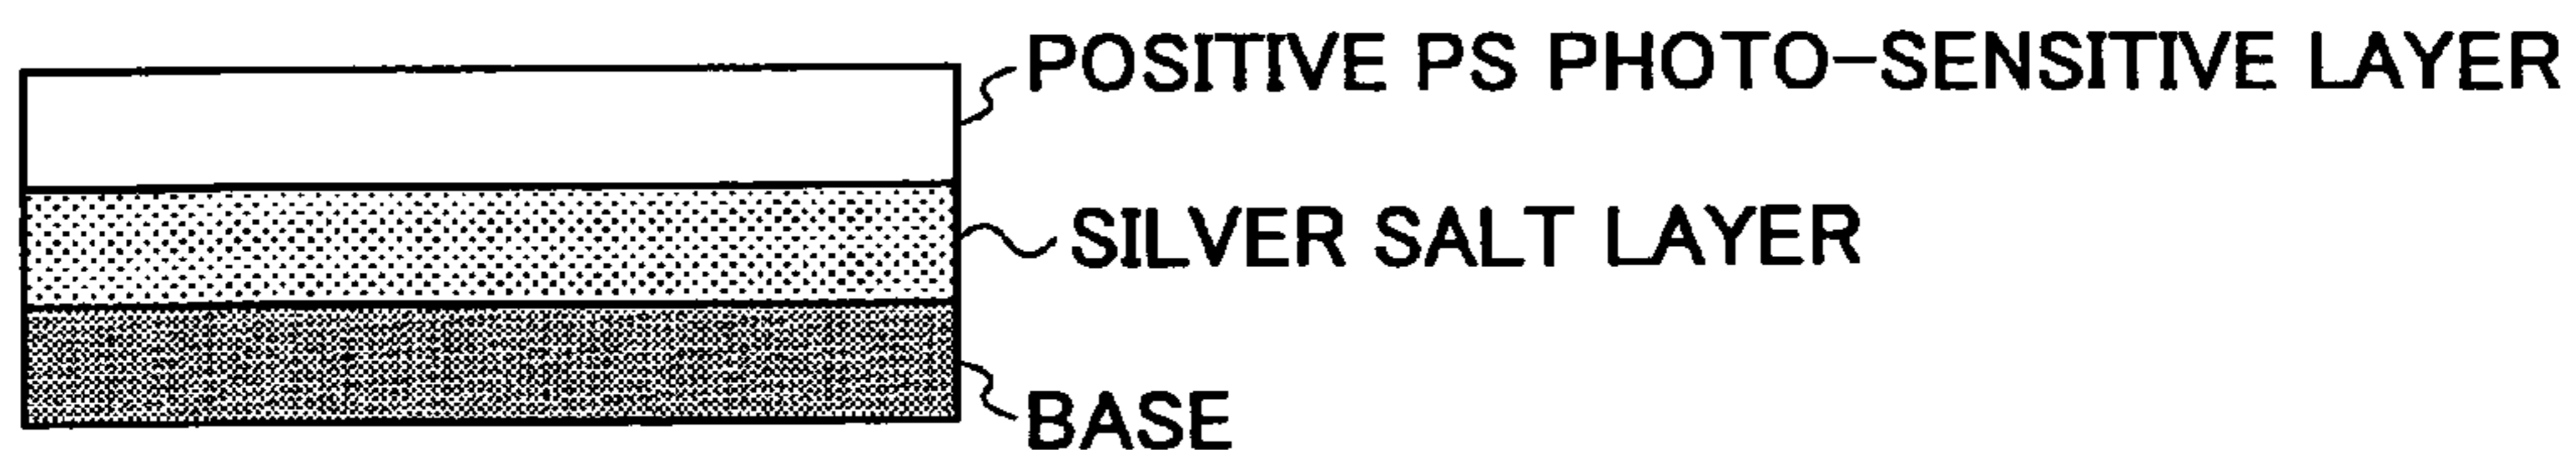 POSITIVE PS PHOTO-SENSITIVE LAYER
SILVER SALT LAYER
BASE